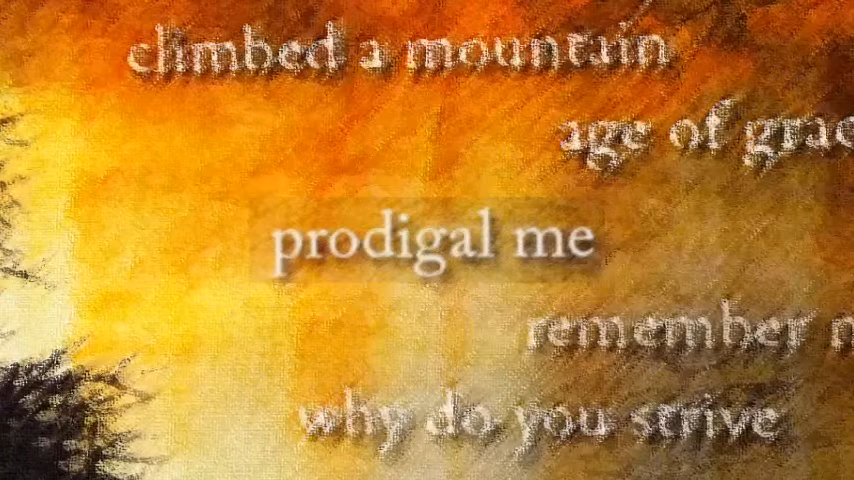 climbed a mountain
age of grac
prodigal me
remember
why do you strive